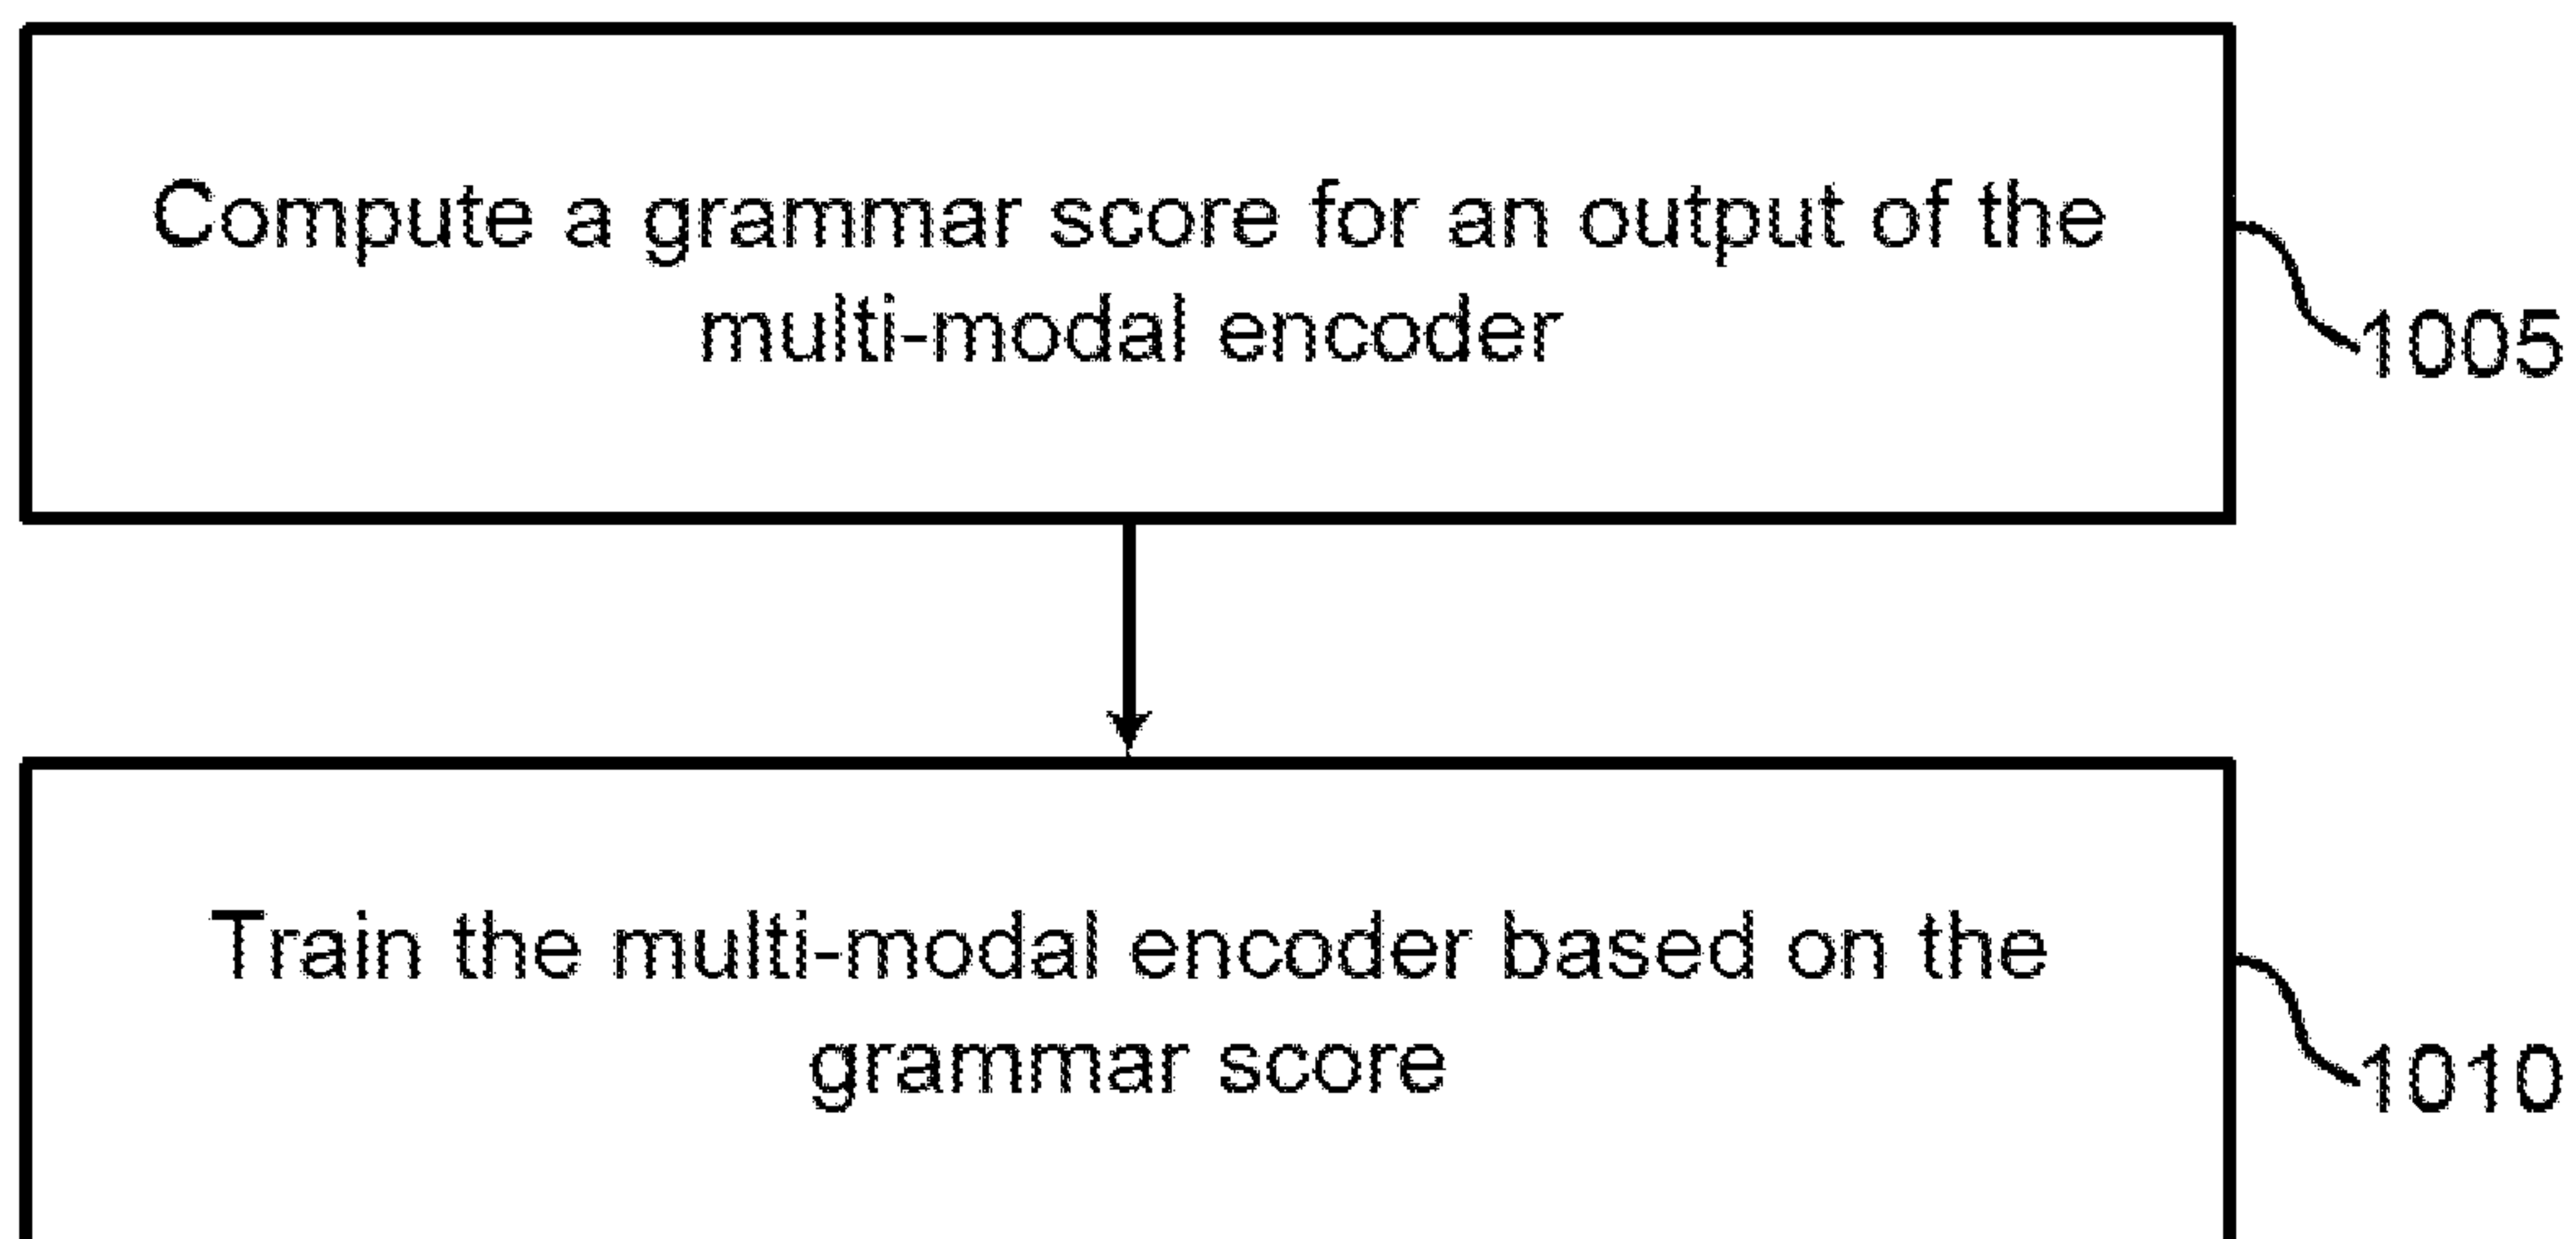 Compute a grammar score for an output of the
multi-modal encoder
1005
Train the multi-modal encoder based on the
grammar score
1010